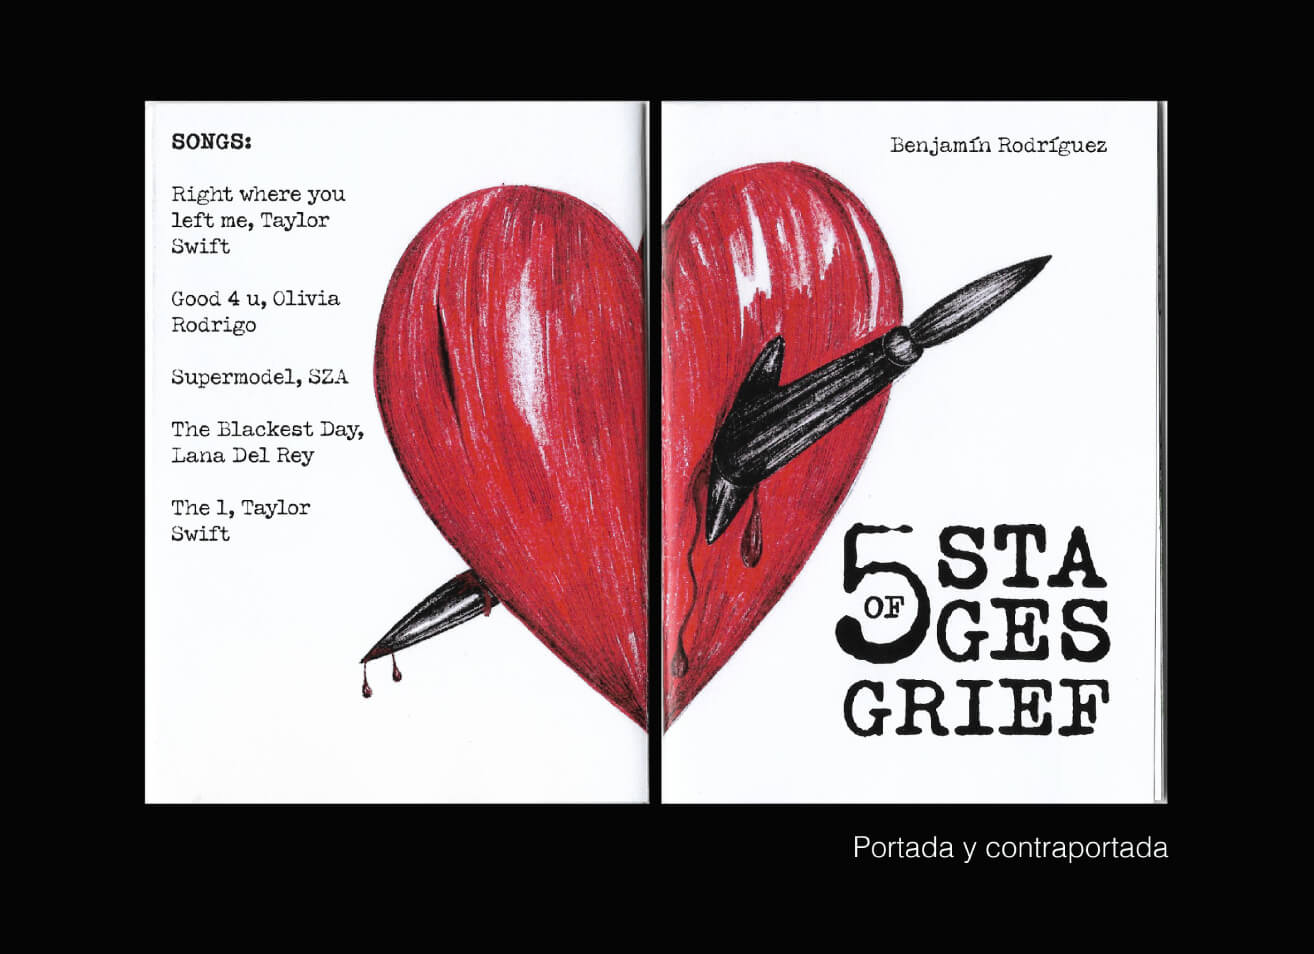 SONGS:
Right where you
left me, Taylor
Swift
Good 4 u, Olivia
Rodrigo
Supermodel, SZA
The Blackest Day,
Lana Del Rey
The 1, Taylor
Swift
Benjamín Rodríguez
5 STA
OF GES
GRIEF
Portada y contraportada